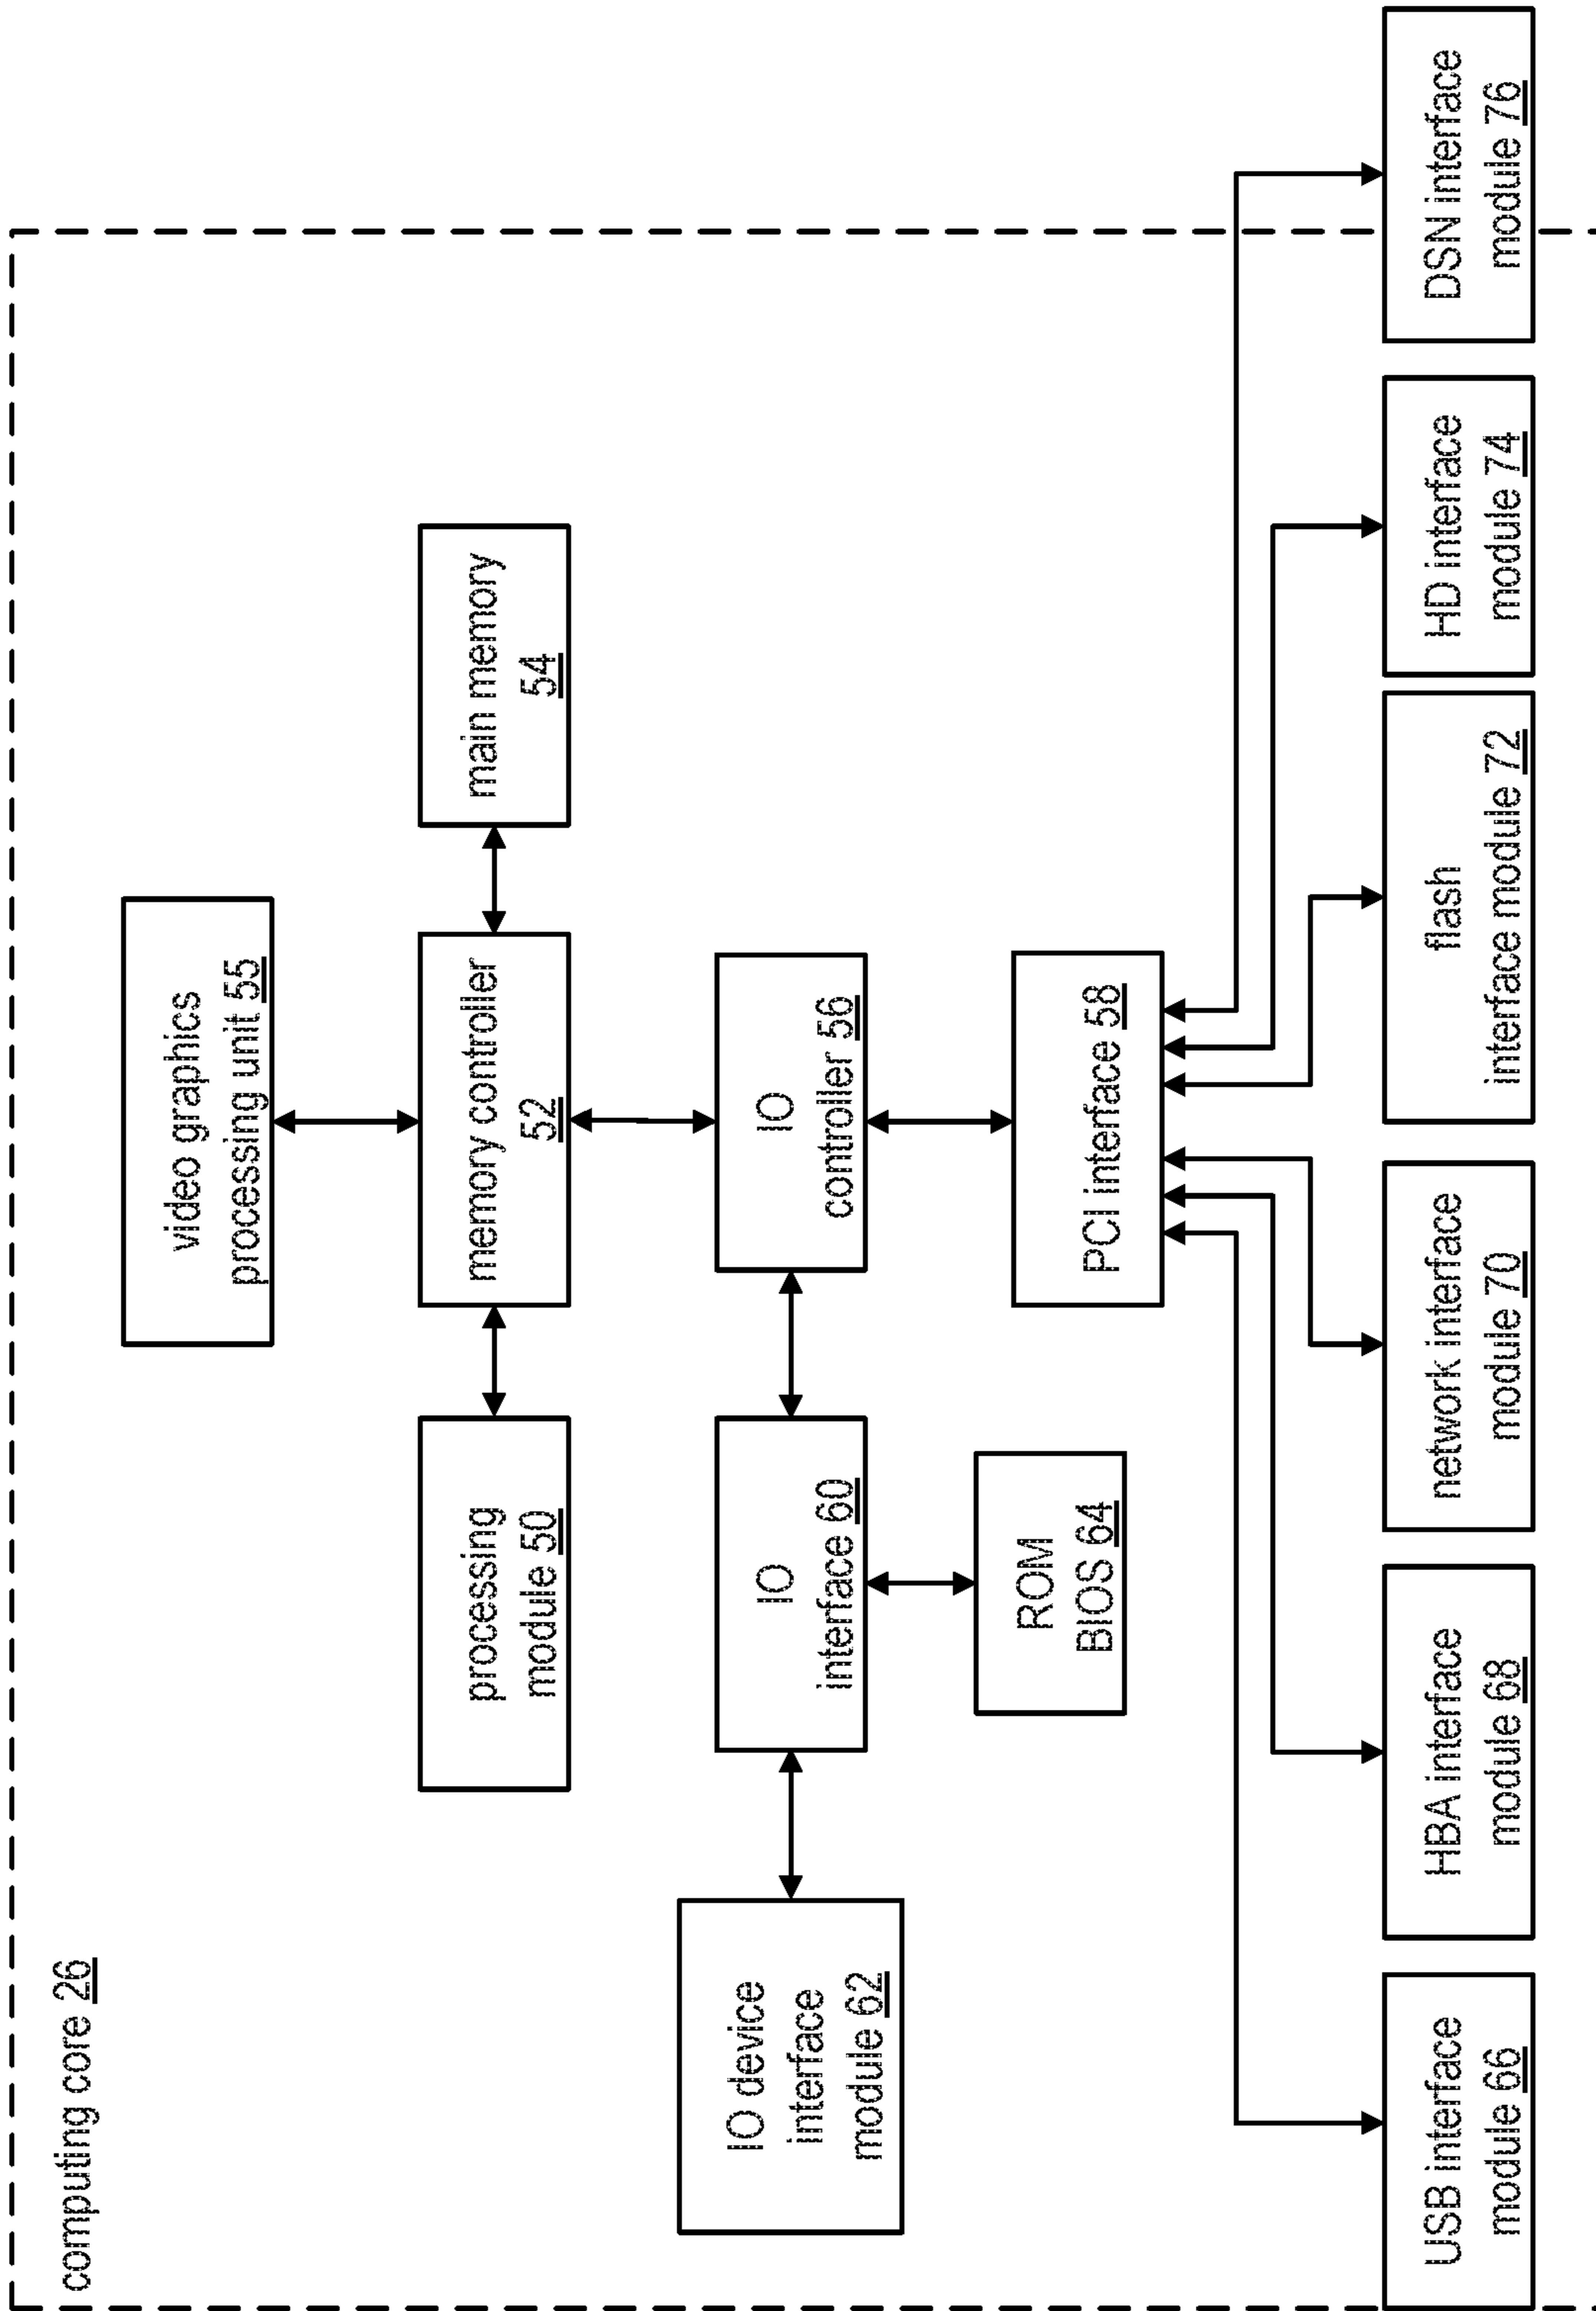 computing core 26
video graphics
processing unit 55
processing
module 50
memory controller
52
main memory
54
IO device
interface
module 62
IO
interface 60
IO
controller 56
ROM
BIOS 64
PCI interface 58
USB interface
module 66
HBA interface
module 68
network interface
module 70
flash
interface module 72
HD interface
module 74
DSN interface
module 76